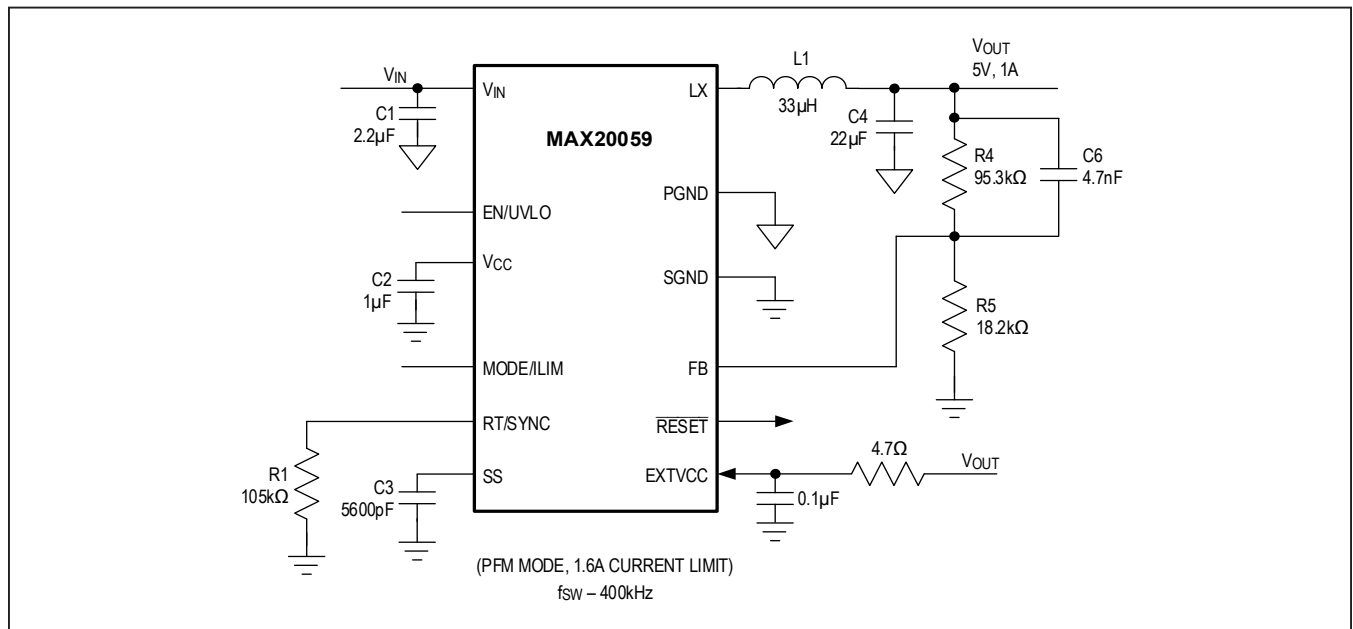 VIN
C1
2.2µF
VIN
LX
L1
33µH
VOUT
5V, 1A
C4
22µF
R4
95.3kΩ
C6
4.7nF
MAX20059
PGND
EN/UVLO
VCC
C2
1µF
SGND
R5
18.2kΩ
MODE/ILIM
FB
RT/SYNC
RESET
R1
105kΩ
SS
C3
5600pF
EXTVCC
4.7Ω
VOUT
0.1µF
(PFM MODE, 1.6A CURRENT LIMIT)
fSW – 400kHz